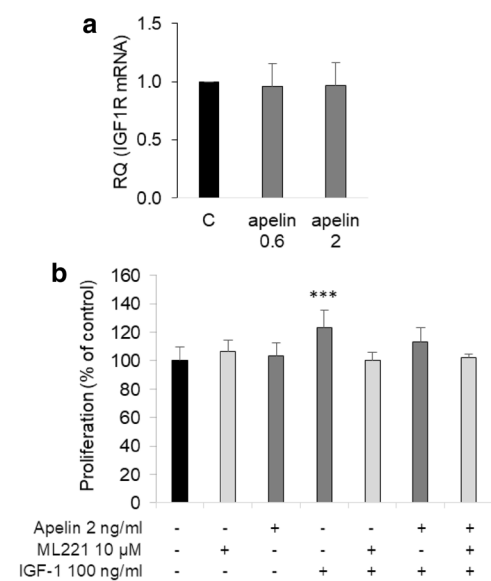 a
RQ (IGF1R mRNA)
1.5
1.0
0.5
0.0
C apelin apelin
0.6 2
b
Proliferation (% of control)
160
140
120
100
80
60
40
20
0
***
Apelin 2 ng/ml - - + - - + +
ML221 10 µM - + - - + - +
IGF-1 100 ng/ml - - - + + + +